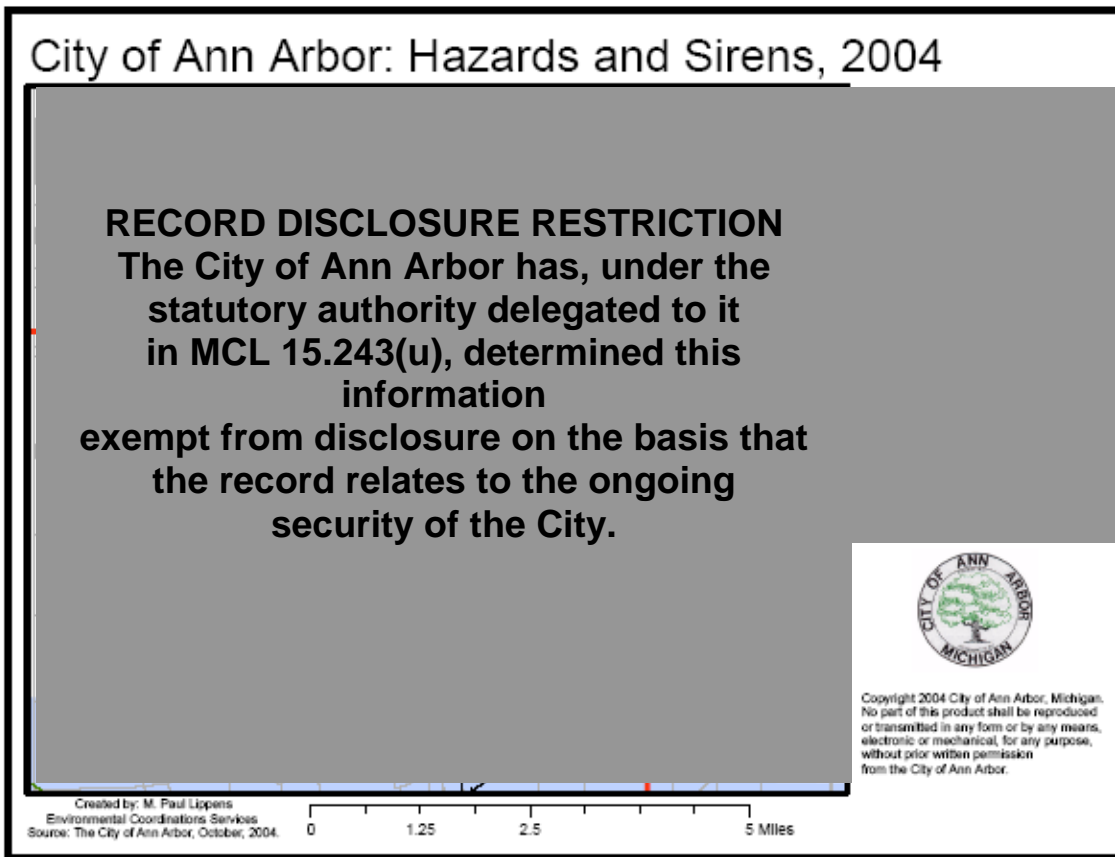 City of Ann Arbor: Hazards and Sirens, 2004
RECORD DISCLOSURE RESTRICTION
The City of Ann Arbor has, under the
statutory authority delegated to it
in MCL 15.243(u), determined this
information
exempt from disclosure on the basis that
the record relates to the ongoing
security of the City.
CITY OF ANN ARBOR
MICHIGAN
Copyright 2004 City of Ann Arbor, Michigan.
No part of this product shall be reproduced
or transmitted in any form or by any means,
electronic or mechanical, for any purpose,
without prior written permission
from the City of Ann Arbor.
Created by: M. Paul Lippens
Environmental Coordinations Services
Source: The City of Ann Arbor, October, 2004.
0 1.25 2.5 5 Miles